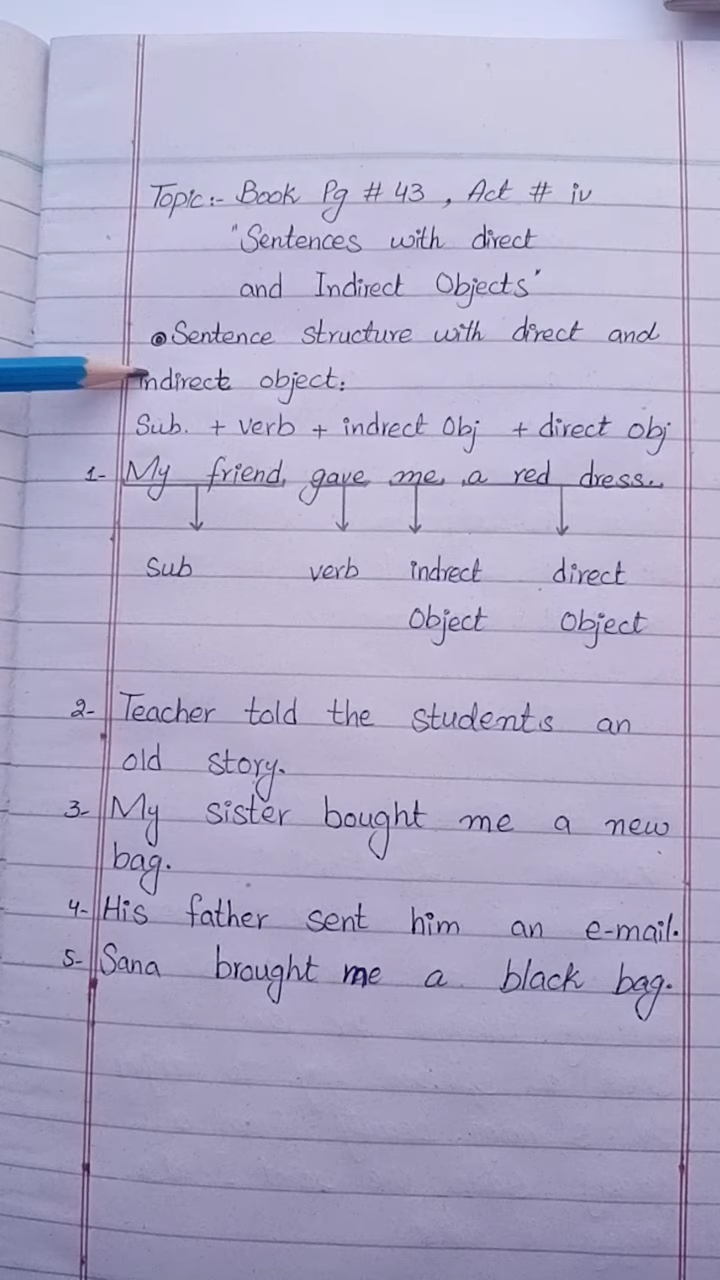 Topic:- Book Pg # 43 , Act # iv
"Sentences with direct
and Indirect Objects"
Sentence structure with direct and
indirect object:
Sub. + verb + indrect Obj + direct obj
1- My friend gave me a red dress.
Sub verb indrect direct
Object Object
2- Teacher told the students an
old story.
3- My sister bought me a new
bag.
4- His father sent him an e-mail.
5- Sana brought me a black bag.